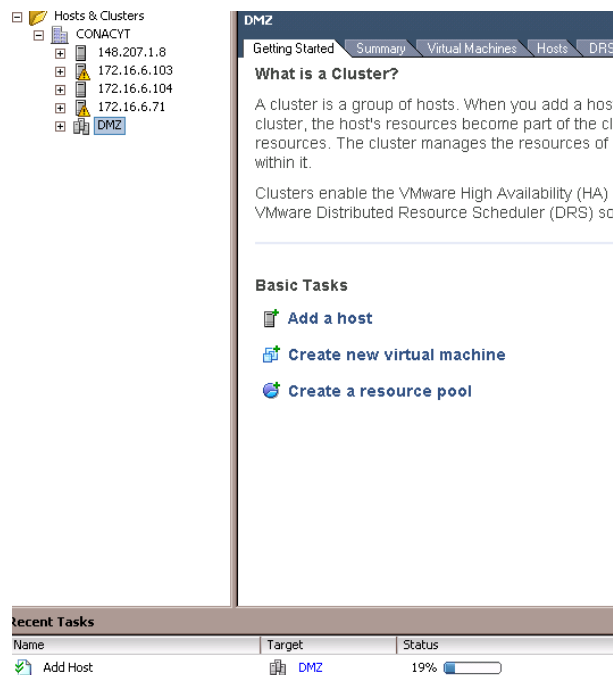 Hosts & Clusters
CONACYT
148.207.1.8
172.16.6.103
172.16.6.104
172.16.6.71
DMZ
DMZ
Getting Started Summary Virtual Machines Hosts DRS
What is a Cluster?
A cluster is a group of hosts. When you add a hos
cluster, the host's resources become part of the cl
resources. The cluster manages the resources of
within it.
Clusters enable the VMware High Availability (HA)
VMware Distributed Resource Scheduler (DRS) so
Basic Tasks
Add a host
Create new virtual machine
Create a resource pool
Recent Tasks
Name Target Status
Add Host DMZ 19%